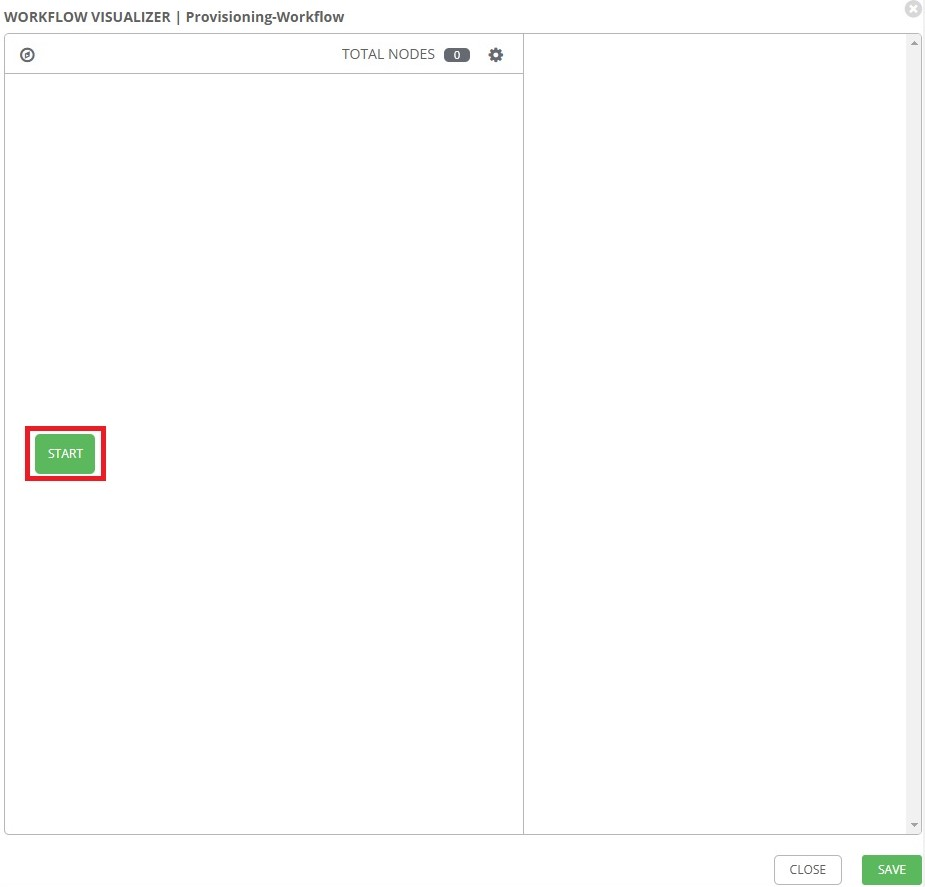 WORKFLOW VISUALIZER | Provisioning-Workflow
TOTAL NODES 0
START
CLOSE SAVE